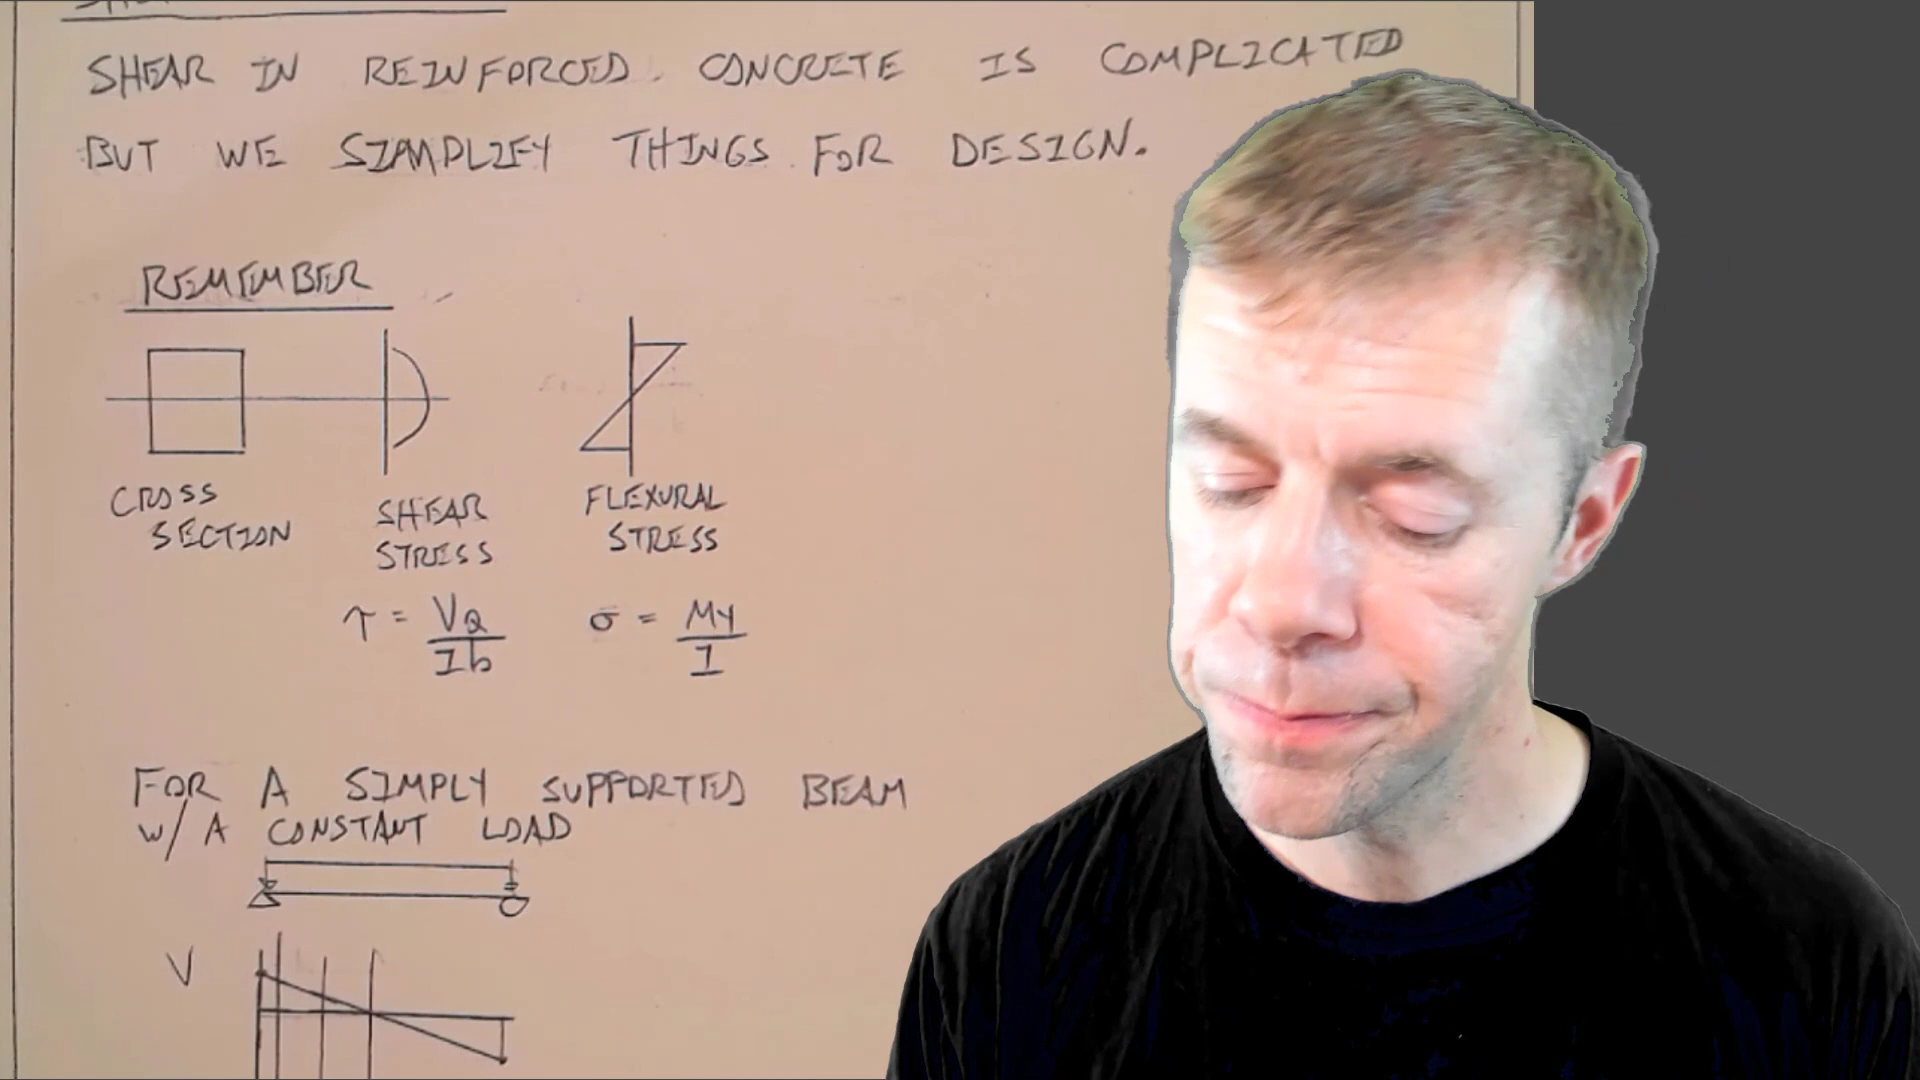 SHEAR IN REINFORCED CONCRETE IS COMPLICATED
BUT WE SIMPLIFY THINGS FOR DESIGN.
REMEMBER
CROSS
SECTION
SHEAR
STRESS
FLEXURAL
STRESS
τ = VQ / Ib
σ = My / I
FOR A SIMPLY SUPPORTED BEAM
W/ A CONSTANT LOAD
V